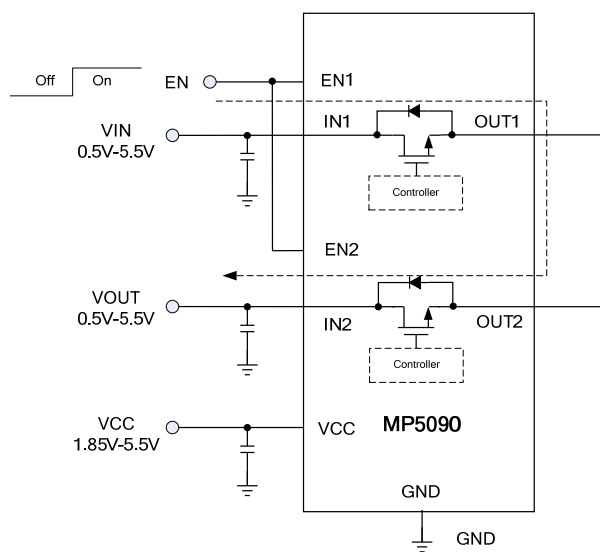 Off
On
EN
EN1
VIN
0.5V-5.5V
IN1
OUT1
Controller
EN2
VOUT
0.5V-5.5V
IN2
OUT2
Controller
VCC
1.85V-5.5V
VCC
MP5090
GND
GND